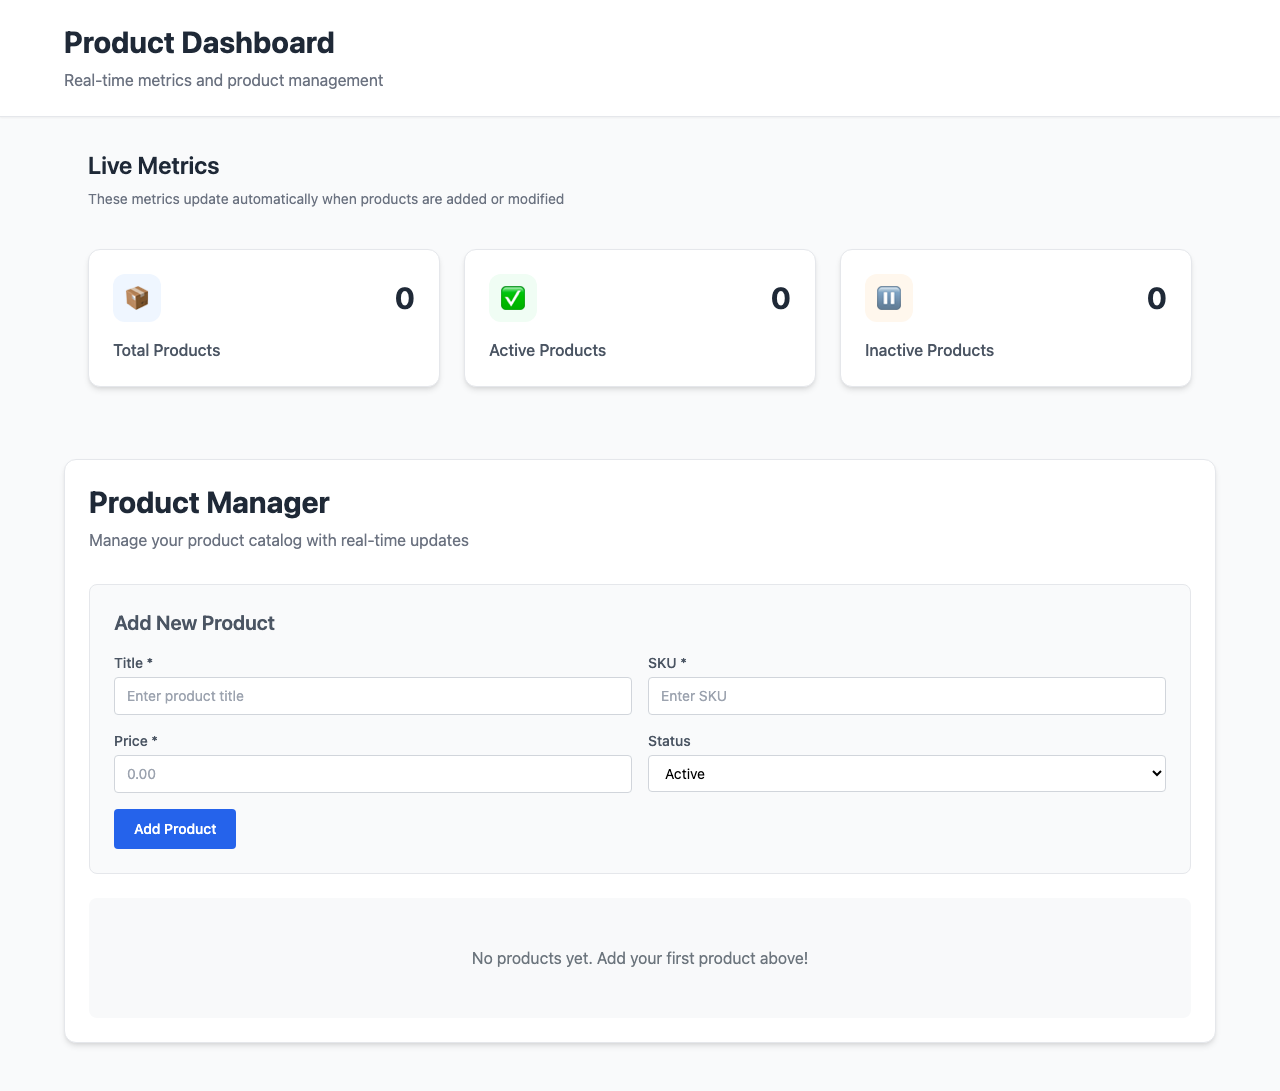 Product Dashboard
Real-time metrics and product management
Live Metrics
These metrics update automatically when products are added or modified
0
Total Products
0
Active Products
0
Inactive Products
Product Manager
Manage your product catalog with real-time updates
Add New Product
Title *
Enter product title
SKU *
Enter SKU
Price *
0.00
Status
Active
Add Product
No products yet. Add your first product above!